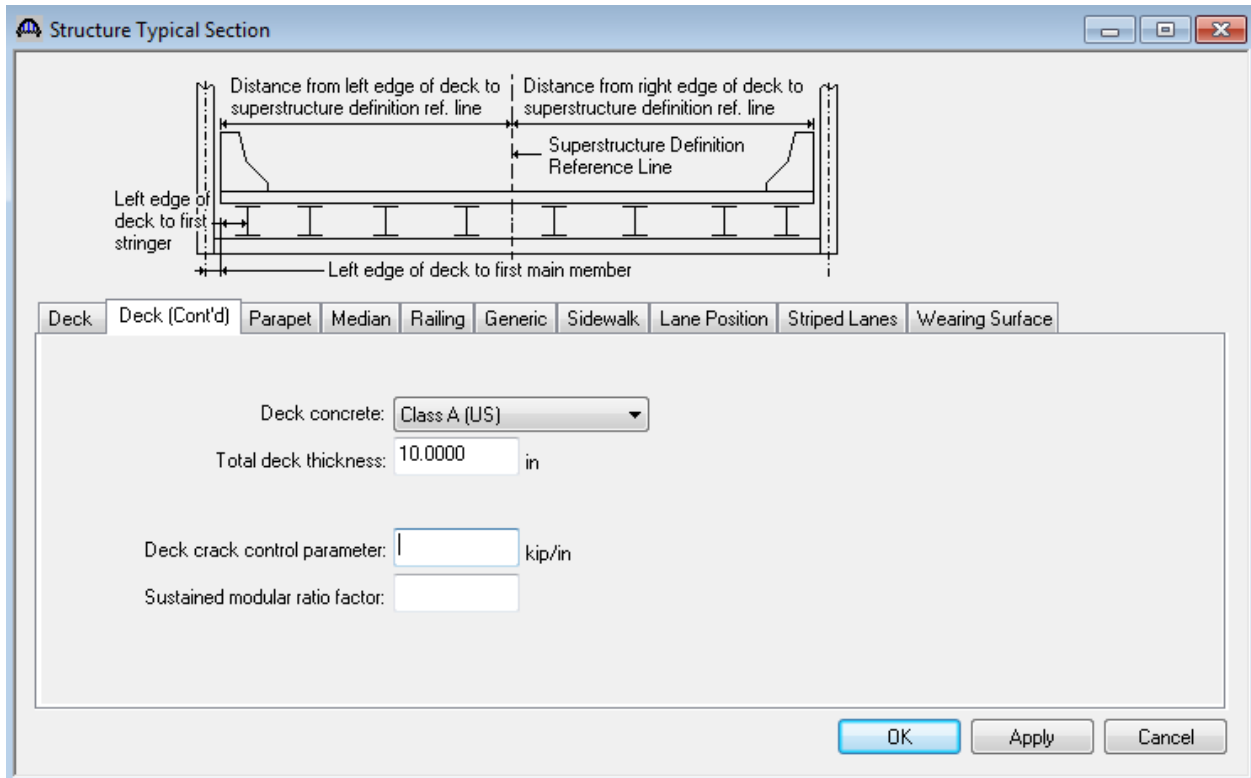 Structure Typical Section
Distance from left edge of deck to
superstructure definition ref. line
Distance from right edge of deck to
superstructure definition ref. line
Superstructure Definition
Reference Line
Left edge of
deck to first
stringer
Left edge of deck to first main member
Deck
Deck (Cont'd)
Parapet
Median
Railing
Generic
Sidewalk
Lane Position
Striped Lanes
Wearing Surface
Deck concrete: Class A (US)
Total deck thickness: 10.0000 in
Deck crack control parameter: kip/in
Sustained modular ratio factor:
OK
Apply
Cancel